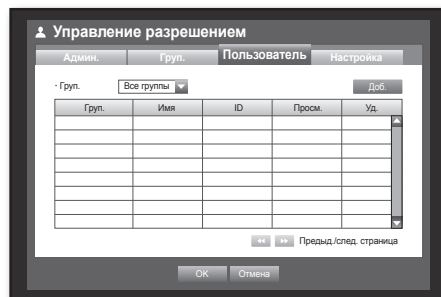 Управление разрешением
Админ. Груп. Пользователь Настройка
· Груп. Все группы Доб.
Груп. Имя ID Просм. Уд.
Предыд./след. страница
OK Отмена